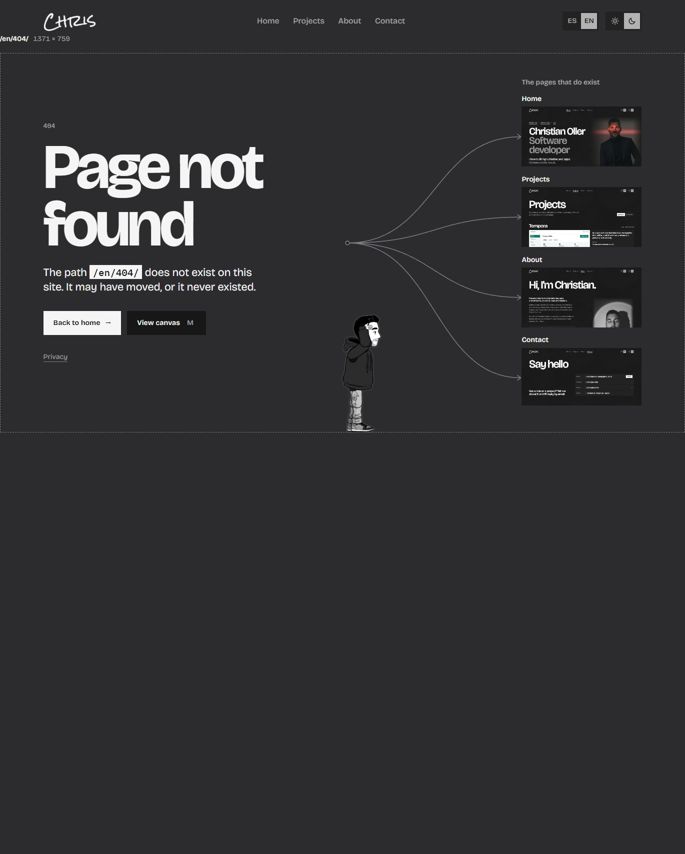 CHRIS
Home Projects About Contact
ES EN
/en/404/ 1371 × 759
404
Page not
found
The path /en/404/ does not exist on this
site. It may have moved, or it never existed.
Back to home →
View canvas M
Privacy
The pages that do exist
Home
Christian Oller
Software
developer
Projects
Projects
Tempora
About
Hi, I'm Christian.
Contact
Say hello